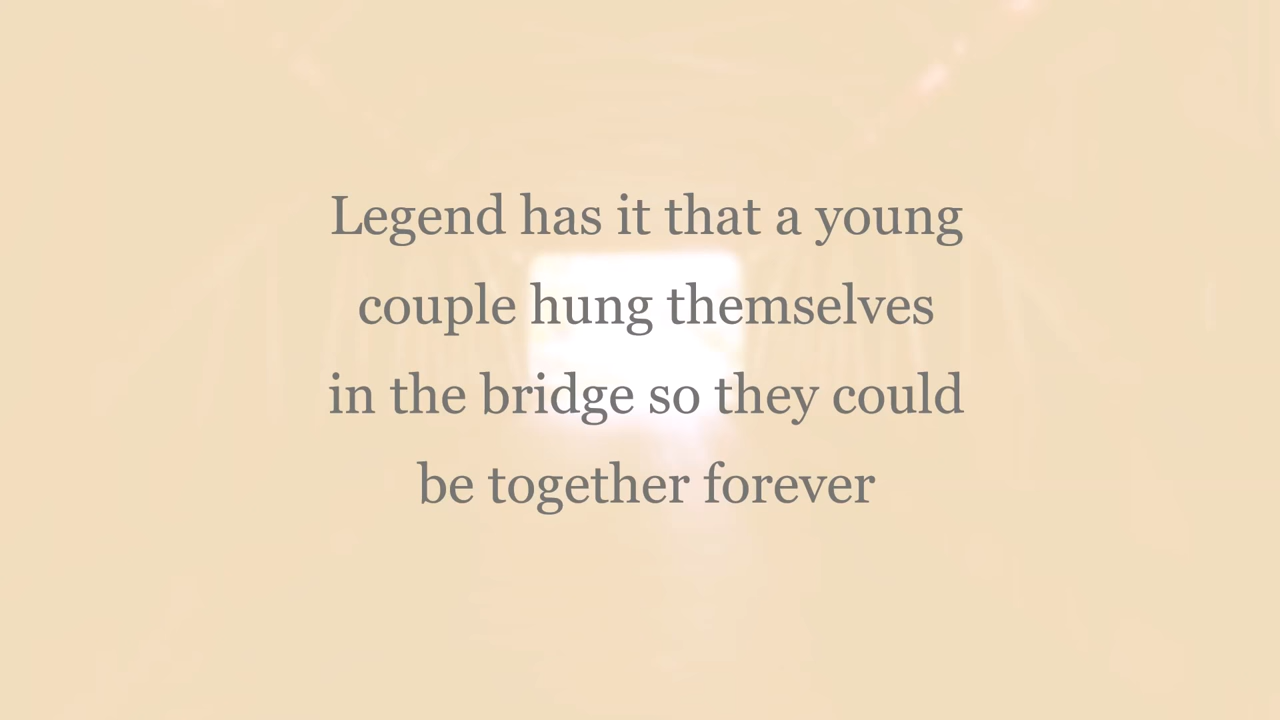 Legend has it that a young
couple hung themselves
in the bridge so they could
be together forever